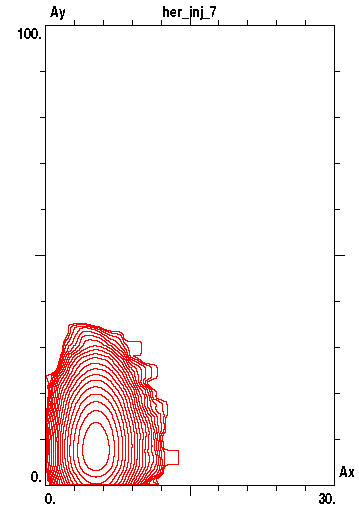 Ay her_inj_7
100.
0.
Ax
0. 30.